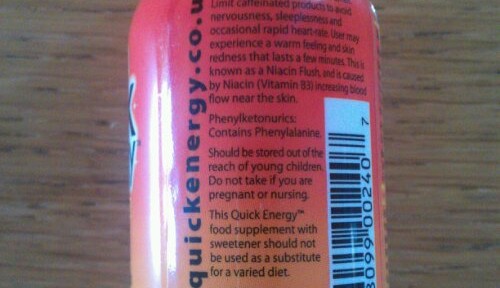 Limit caffeinated products to avoid
nervousness, sleeplessness and
occasional rapid heart-rate. User may
experience a warm feeling and skin
redness that lasts a few minutes. This is
known as a Niacin Flush, and is caused
by Niacin (Vitamin B3) increasing blood
flow near the skin.
Phenylketonurics:
Contains Phenylalanine.
Should be stored out of the
reach of young children.
Do not take if you are
pregnant or nursing.
This Quick Energy™
food supplement with
sweetener should not
be used as a substitute
for a varied diet.
quickenergy.co.u
8099 00240 7